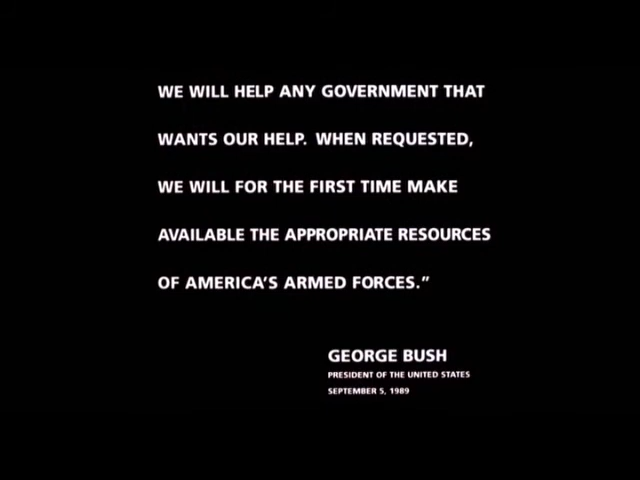 WE WILL HELP ANY GOVERNMENT THAT
WANTS OUR HELP. WHEN REQUESTED,
WE WILL FOR THE FIRST TIME MAKE
AVAILABLE THE APPROPRIATE RESOURCES
OF AMERICA'S ARMED FORCES.”
GEORGE BUSH
PRESIDENT OF THE UNITED STATES
SEPTEMBER 5, 1989